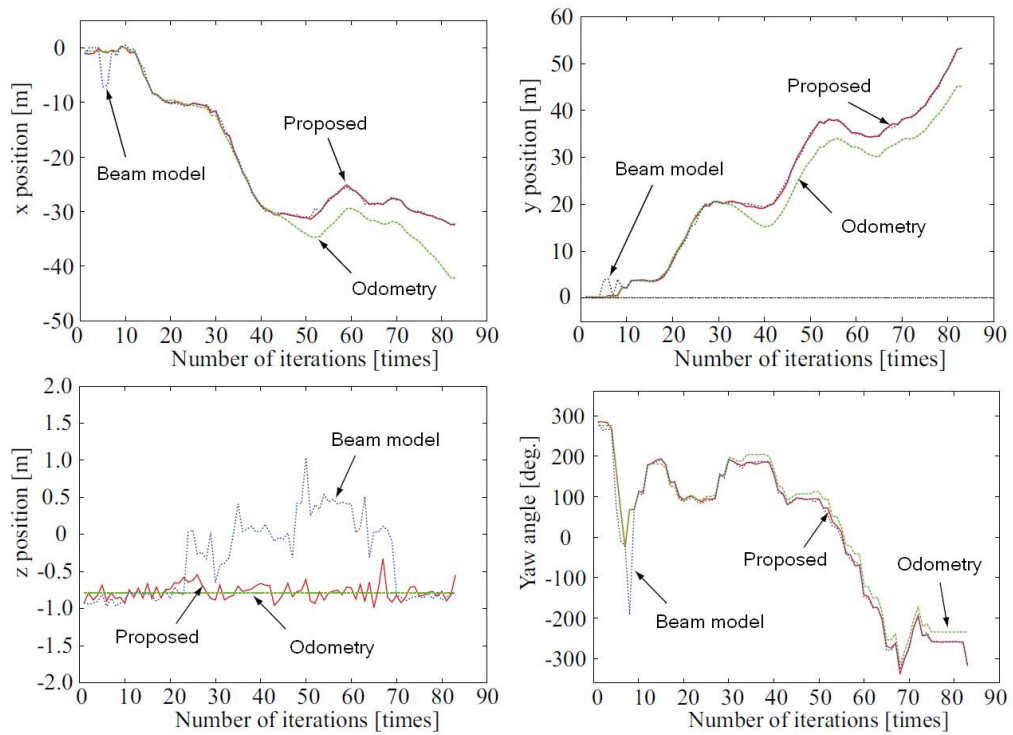 x position [m]
0
-10
-20
-30
-40
-50
Beam model
Proposed
Odometry
0 10 20 30 40 50 60 70 80 90
Number of iterations [times]
y position [m]
60
50
40
30
20
10
0
Proposed
Beam model
Odometry
0 10 20 30 40 50 60 70 80 90
Number of iterations [times]
z position [m]
2.0
1.5
1.0
0.5
0
-0.5
-1.0
-1.5
-2.0
Beam model
Proposed
Odometry
0 10 20 30 40 50 60 70 80 90
Number of iterations [times]
Yaw angle [deg.]
300
200
100
0
-100
-200
-300
Proposed
Odometry
Beam model
0 10 20 30 40 50 60 70 80 90
Number of iterations [times]